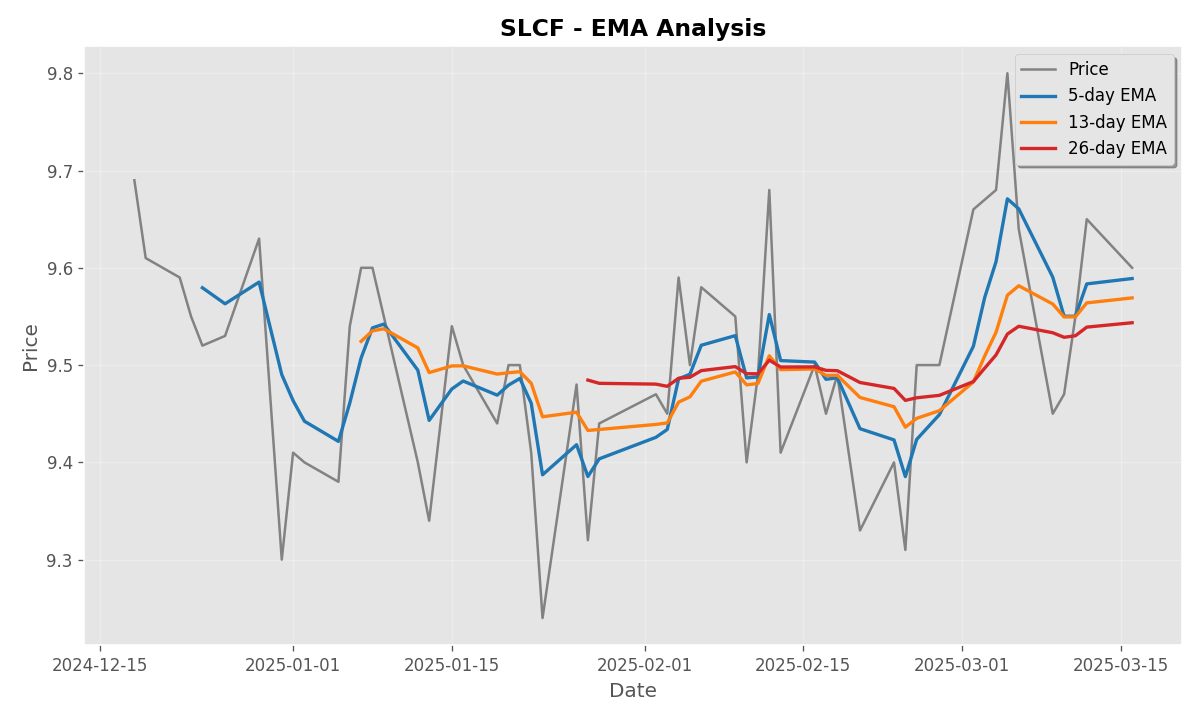 SLCF - EMA Analysis
Price
5-day EMA
13-day EMA
26-day EMA
9.8
9.7
9.6
9.5
9.4
9.3
Price
2024-12-15
2025-01-01
2025-01-15
2025-02-01
2025-02-15
2025-03-01
2025-03-15
Date